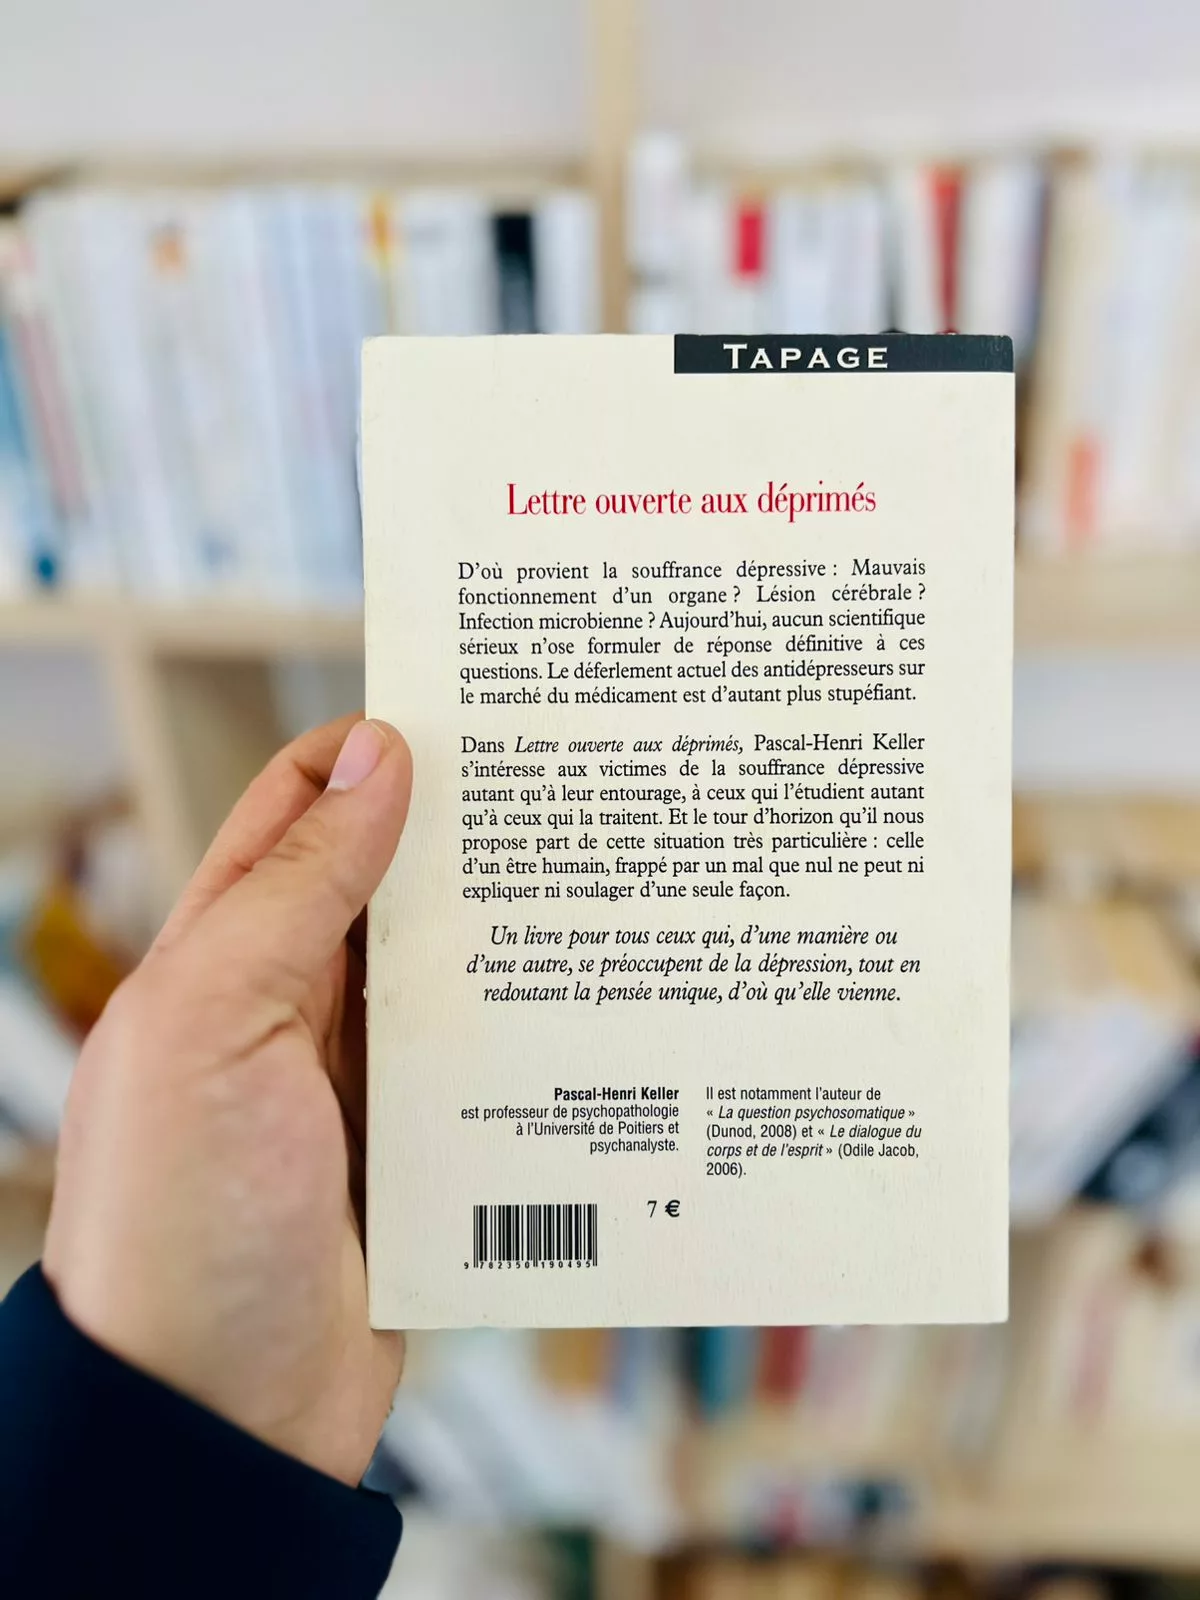 TAPAGE
Lettre ouverte aux déprimés
D'où provient la souffrance dépressive : Mauvais
fonctionnement d'un organe ? Lésion cérébrale ?
Infection microbienne ? Aujourd'hui, aucun scientifique
sérieux n'ose formuler de réponse définitive à ces
questions. Le déferlement actuel des antidépresseurs sur
le marché du médicament est d'autant plus stupéfiant.
Dans Lettre ouverte aux déprimés, Pascal-Henri Keller
s'intéresse aux victimes de la souffrance dépressive
autant qu'à leur entourage, à ceux qui l'étudient autant
qu'à ceux qui la traitent. Et le tour d'horizon qu'il nous
propose part de cette situation très particulière : celle
d'un être humain, frappé par un mal que nul ne peut ni
expliquer ni soulager d'une seule façon.
Un livre pour tous ceux qui, d'une manière ou
d'une autre, se préoccupent de la dépression, tout en
redoutant la pensée unique, d'où qu'elle vienne.
Pascal-Henri Keller
est professeur de psychopathologie
à l'Université de Poitiers et
psychanalyste.
Il est notamment l'auteur de
« La question psychosomatique »
(Dunod, 2008) et « Le dialogue du
corps et de l'esprit » (Odile Jacob,
2006).
7 €
9 782350 190495